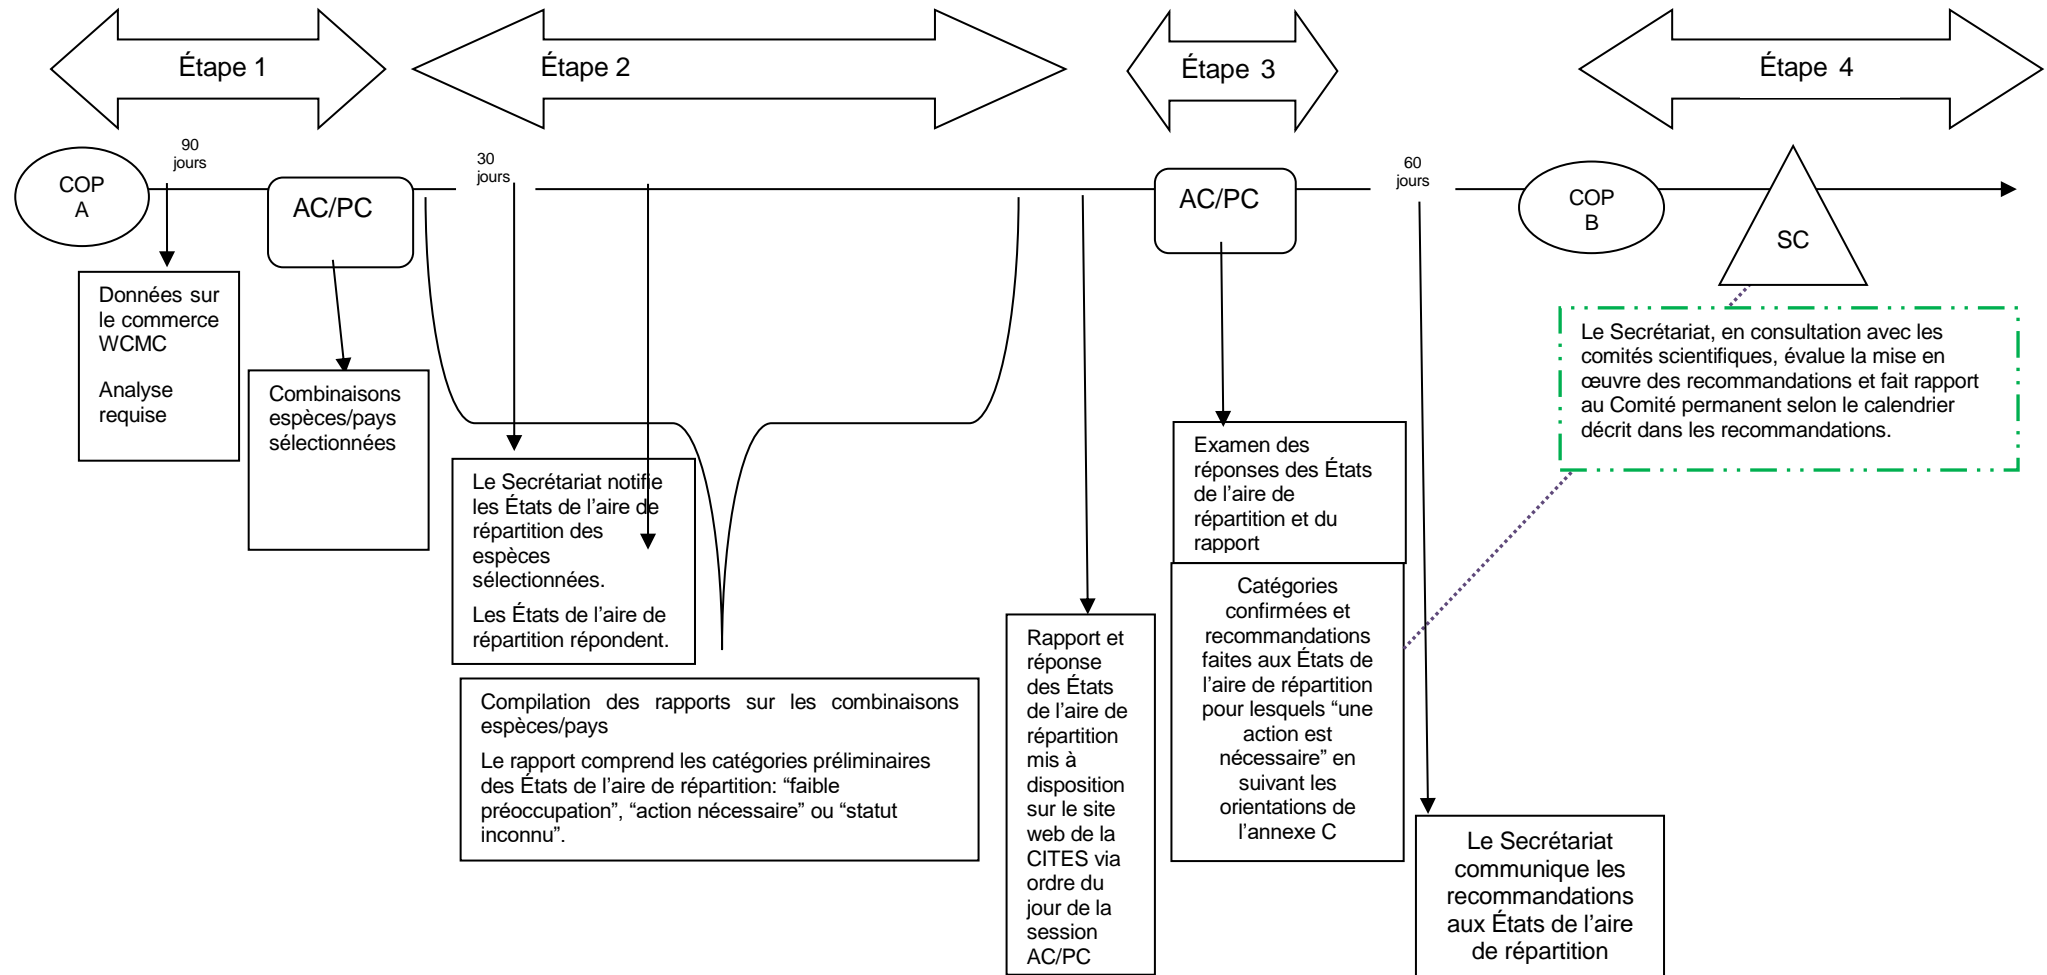 Étape 1
Étape 2
Étape 3
Étape 4
90
jours
30
jours
60
jours
COP
A
AC/PC
AC/PC
COP
B
SC
Données sur
le commerce
WCMC
Analyse
requise
Combinaisons
espèces/pays
sélectionnées
Le Secrétariat notifie
les États de l’aire de
répartition des
espèces
sélectionnées.
Les États de l’aire de
répartition répondent.
Compilation des rapports sur les combinaisons
espèces/pays
Le rapport comprend les catégories préliminaires
des États de l’aire de répartition: “faible
préoccupation”, “action nécessaire” ou “statut
inconnu”.
Rapport et
réponse
des États
de l’aire de
répartition
mis à
disposition
sur le site
web de la
CITES via
ordre du
jour de la
session
AC/PC
Examen des
réponses des États
de l’aire de
répartition et du
rapport
Catégories
confirmées et
recommandations
faites aux États de
l’aire de répartition
pour lesquels “une
action est
nécessaire” en
suivant les
orientations de
l’annexe C
Le Secrétariat
communique les
recommandations
aux États de l’aire
de répartition
Le Secrétariat, en consultation avec les
comités scientifiques, évalue la mise en
œuvre des recommandations et fait rapport
au Comité permanent selon le calendrier
décrit dans les recommandations.